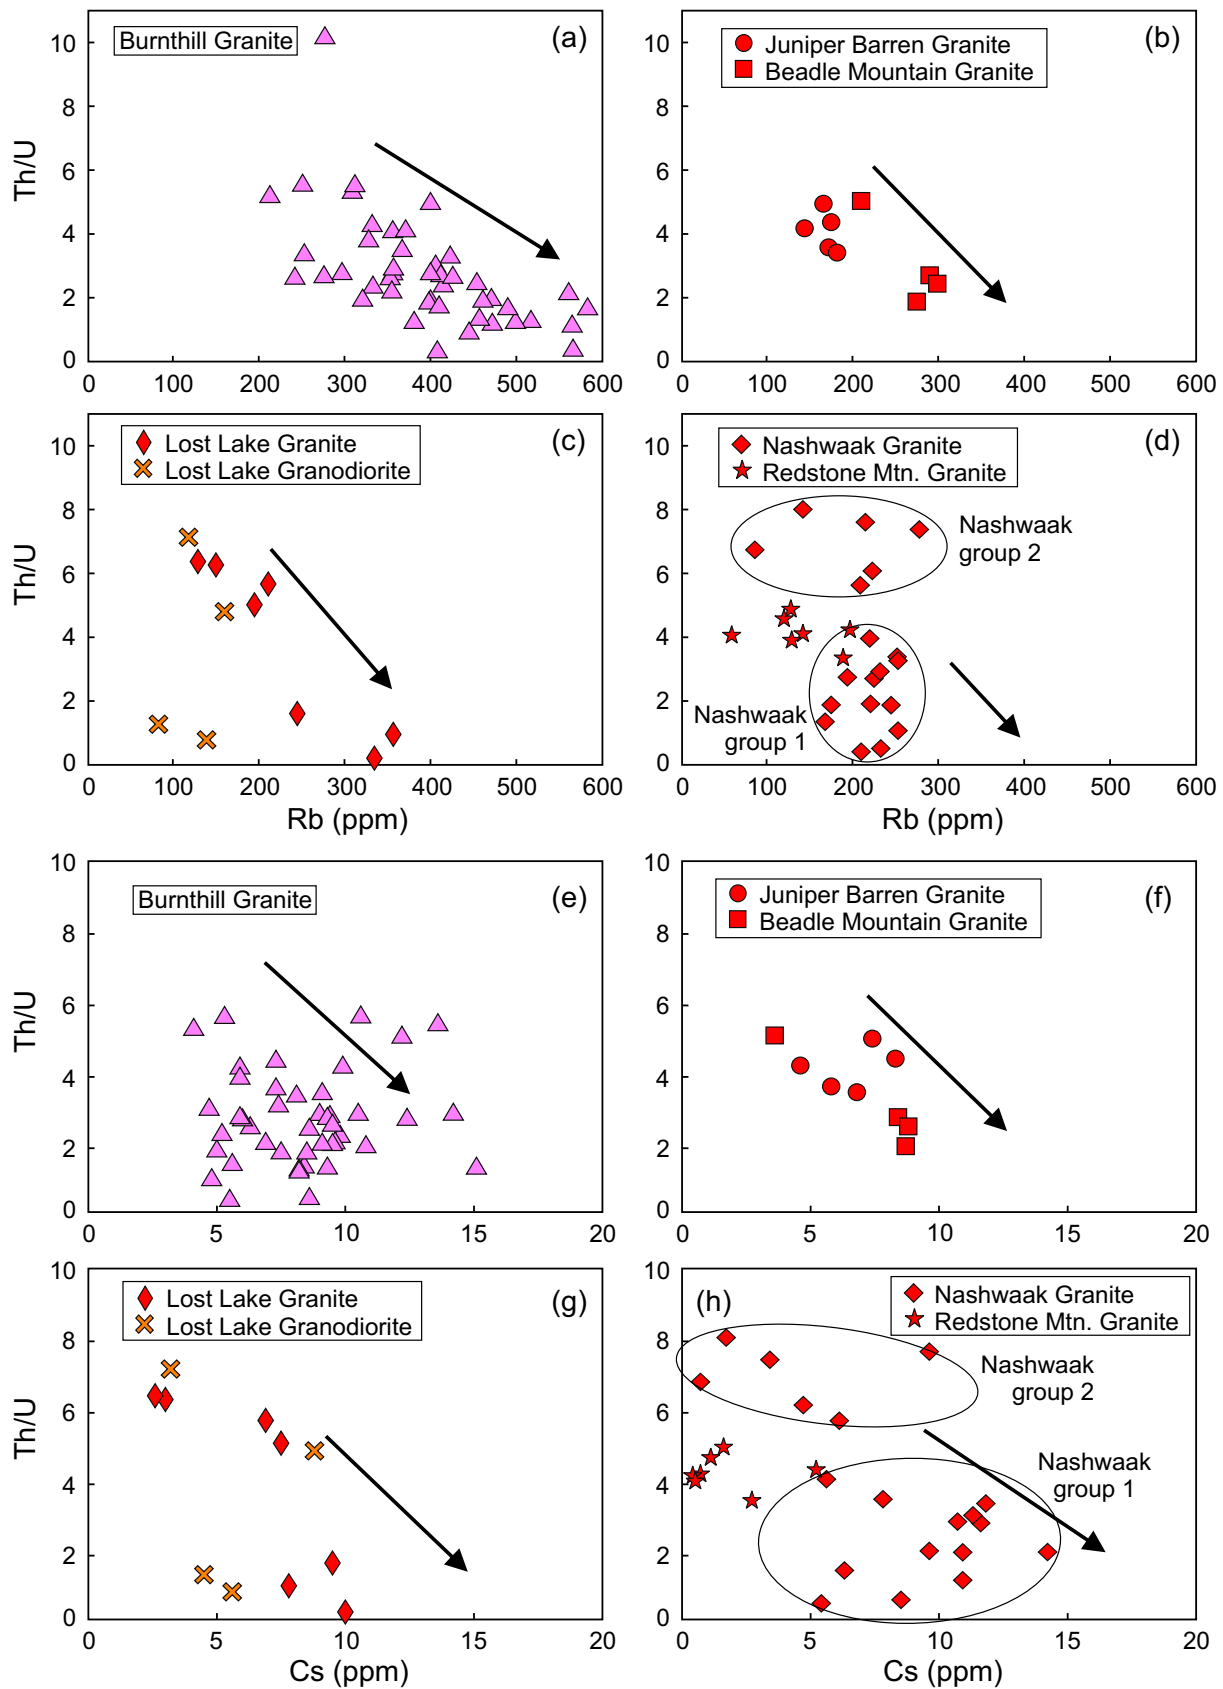 Burnthill Granite
(a)
Th/U
10
8
6
4
2
0
0 100 200 300 400 500 600
Juniper Barren Granite
Beadle Mountain Granite
(b)
10
8
6
4
2
0
0 100 200 300 400 500 600
Lost Lake Granite
Lost Lake Granodiorite
(c)
Th/U
10
8
6
4
2
0
0 100 200 300 400 500 600
Rb (ppm)
Nashwaak Granite
Redstone Mtn. Granite
(d)
Nashwaak
group 2
Nashwaak
group 1
10
8
6
4
2
0
0 100 200 300 400 500 600
Rb (ppm)
Burnthill Granite
(e)
Th/U
10
8
6
4
2
0
0 5 10 15 20
Juniper Barren Granite
Beadle Mountain Granite
(f)
10
8
6
4
2
0
0 5 10 15 20
Lost Lake Granite
Lost Lake Granodiorite
(g)
Th/U
10
8
6
4
2
0
0 5 10 15 20
Cs (ppm)
(h)
Nashwaak Granite
Redstone Mtn. Granite
Nashwaak
group 2
Nashwaak
group 1
10
8
6
4
2
0
0 5 10 15 20
Cs (ppm)